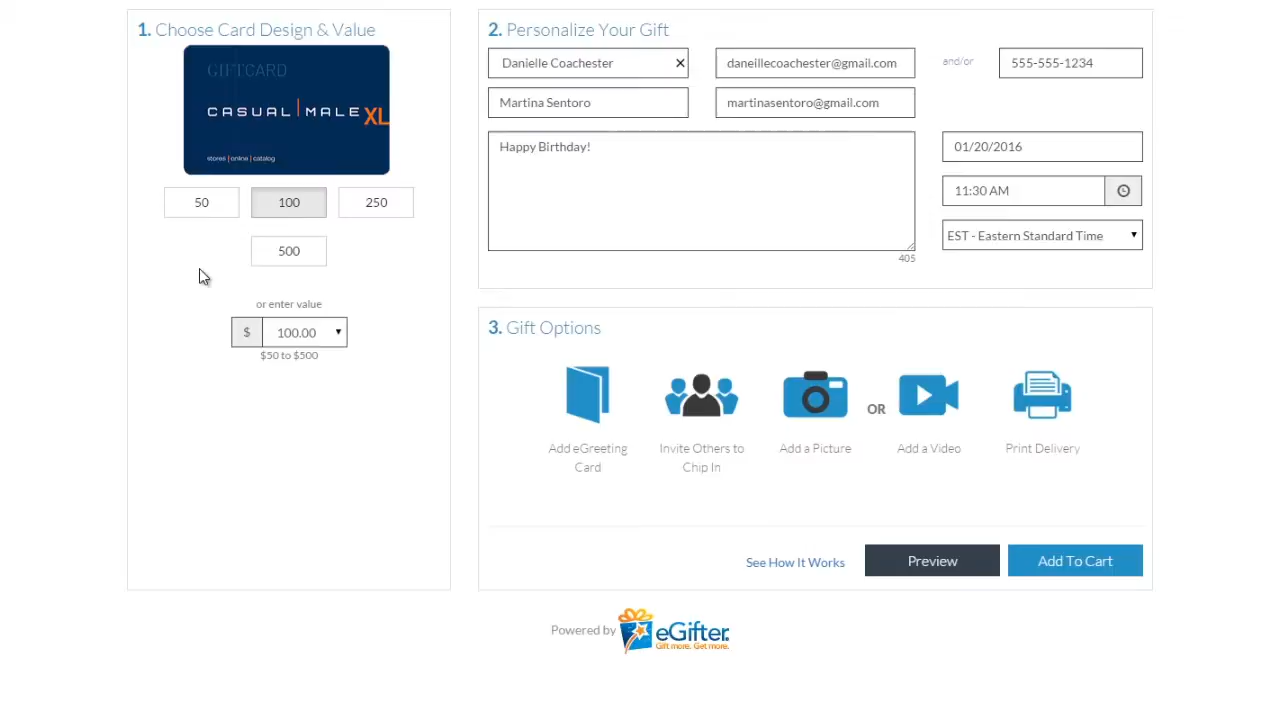 1. Choose Card Design & Value
GIFTCARD
CASUAL MALE XL
stores | online | catalog
50
100
250
500
or enter value
$
100.00
$50 to $500
2. Personalize Your Gift
Danielle Coachester
daneillecoachester@gmail.com
and/or
555-555-1234
Martina Sentoro
martinasentoro@gmail.com
Happy Birthday!
405
01/20/2016
11:30 AM
EST - Eastern Standard Time
3. Gift Options
Add eGreeting
Card
Invite Others to
Chip In
Add a Picture
OR
Add a Video
Print Delivery
See How It Works
Preview
Add To Cart
Powered by
eGifter.
Gift more. Get more.